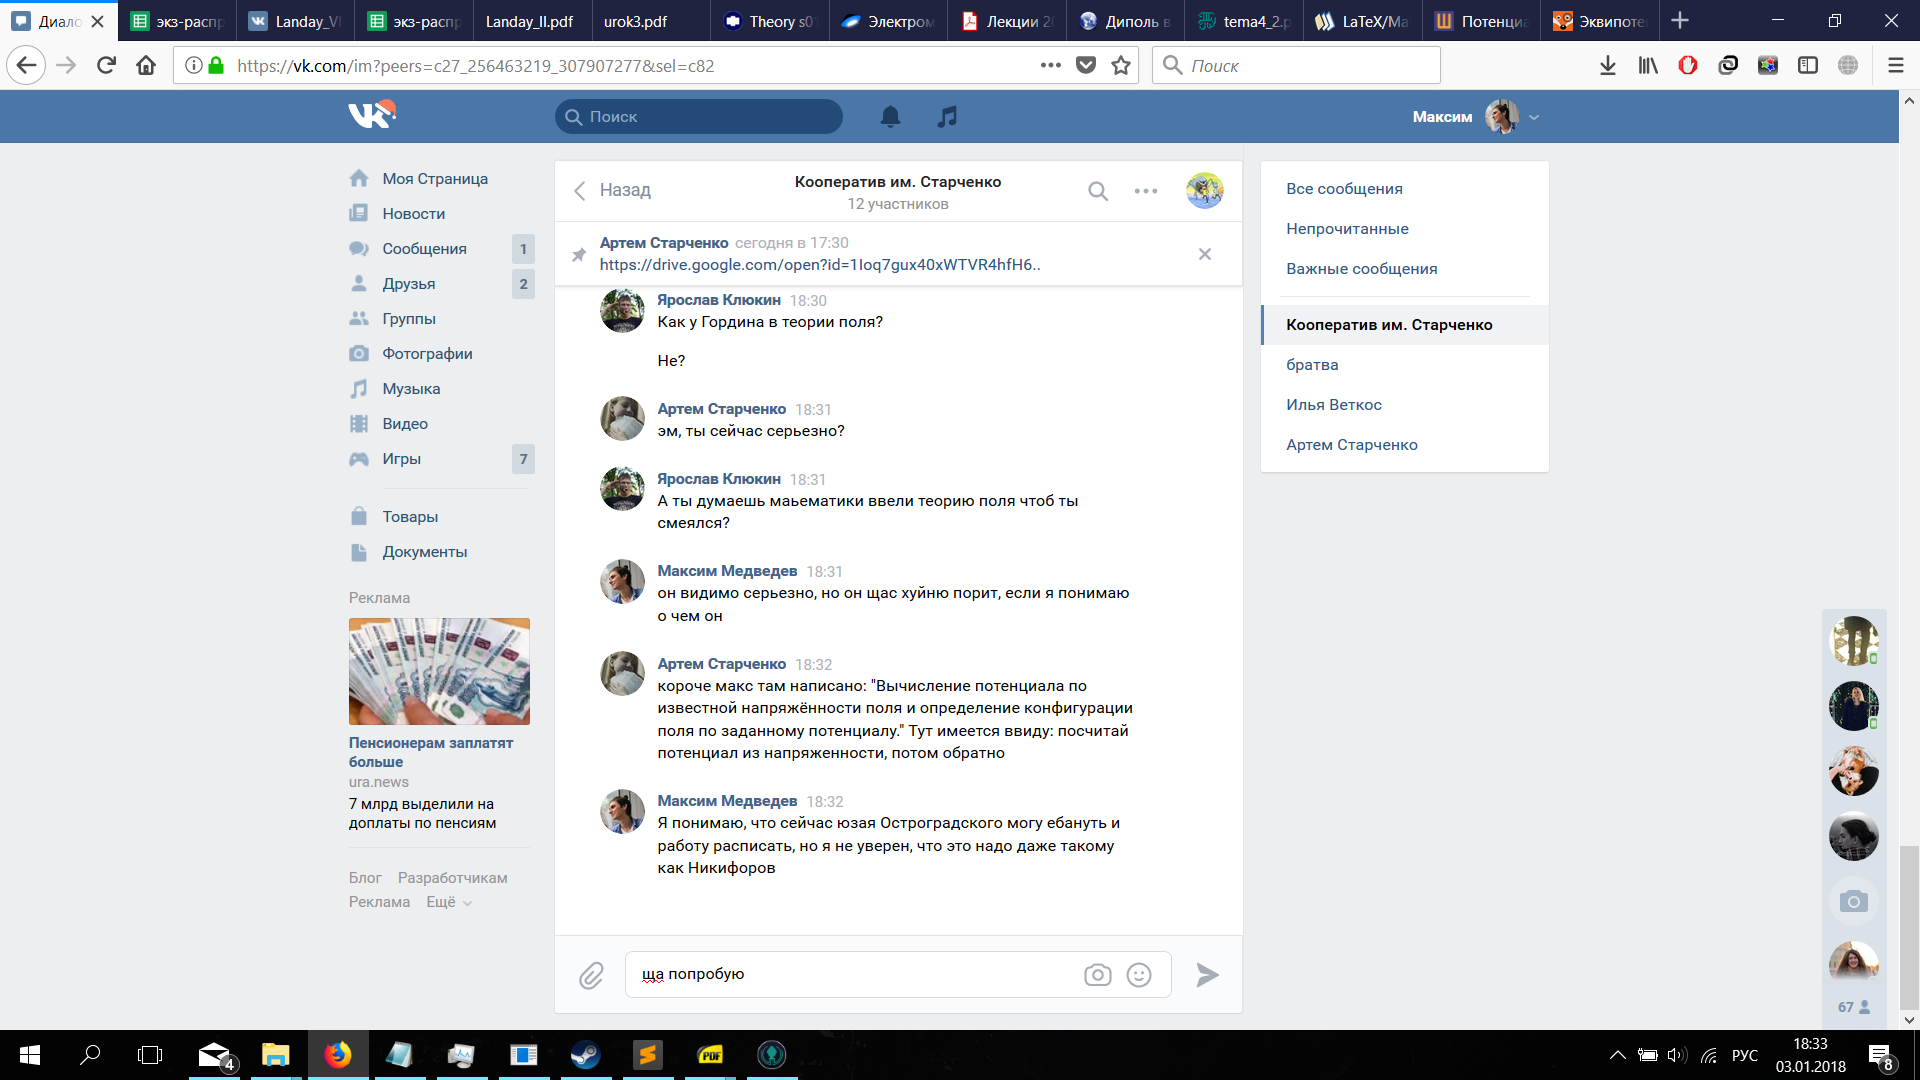 Диало
экз-распр
Landay_VI
экз-распр
Landay_II.pdf
urok3.pdf
Theory s01
Электром
Лекции 20
Диполь в
tema4_2.p
LaTeX/Ма
Потенциа
Эквипоте
https://vk.com/im?peers=c27_256463219_307907277&sel=c82
Поиск
Поиск
Максим
Моя Страница
Новости
Сообщения 1
Друзья 2
Группы
Фотографии
Музыка
Видео
Игры 7
Товары
Документы
Реклама
Пенсионерам заплатят
больше
ura.news
7 млрд выделили на
доплаты по пенсиям
Блог Разработчикам
Реклама Ещё
Назад
Кооператив им. Старченко
12 участников
Артем Старченко сегодня в 17:30
https://drive.google.com/open?id=1Ioq7gux40xWTVR4hfH6..
Ярослав Клюкин 18:30
Как у Гордина в теории поля?
Не?
Артем Старченко 18:31
эм, ты сейчас серьезно?
Ярослав Клюкин 18:31
А ты думаешь маьематики ввели теорию поля чтоб ты
смеялся?
Максим Медведев 18:31
он видимо серьезно, но он щас хуйню порит, если я понимаю
о чем он
Артем Старченко 18:32
короче макс там написано: "Вычисление потенциала по
известной напряжённости поля и определение конфигурации
поля по заданному потенциалу." Тут имеется ввиду: посчитай
потенциал из напряженности, потом обратно
Максим Медведев 18:32
Я понимаю, что сейчас юзая Остроградского могу ебануть и
работу расписать, но я не уверен, что это надо даже такому
как Никифоров
ща попробую
Все сообщения
Непрочитанные
Важные сообщения
Кооператив им. Старченко
братва
Илья Веткос
Артем Старченко
67
4
PDF
РУС
18:33
03.01.2018
8